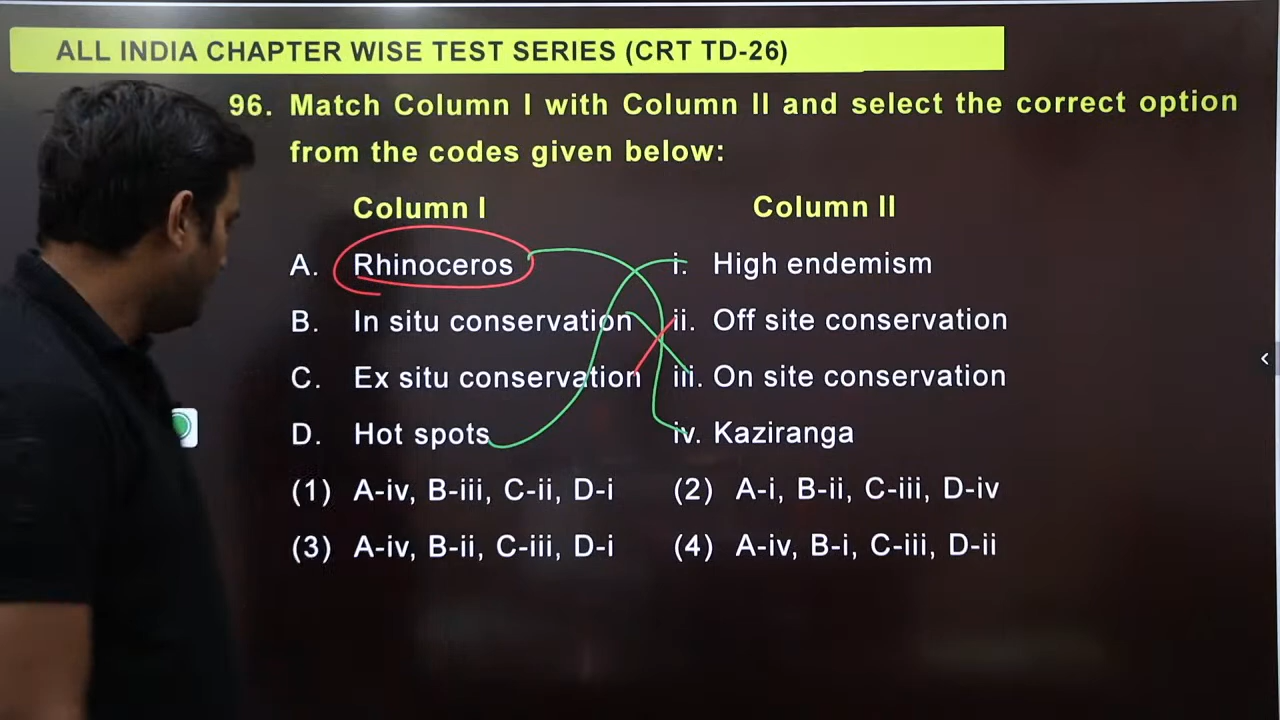 ALL INDIA CHAPTER WISE TEST SERIES (CRT TD-26)
96. Match Column I with Column II and select the correct option
from the codes given below:
Column I Column II
A. Rhinoceros i. High endemism
B. In situ conservation ii. Off site conservation
C. Ex situ conservation iii. On site conservation
D. Hot spots iv. Kaziranga
(1) A-iv, B-iii, C-ii, D-i (2) A-i, B-ii, C-iii, D-iv
(3) A-iv, B-ii, C-iii, D-i (4) A-iv, B-i, C-iii, D-ii